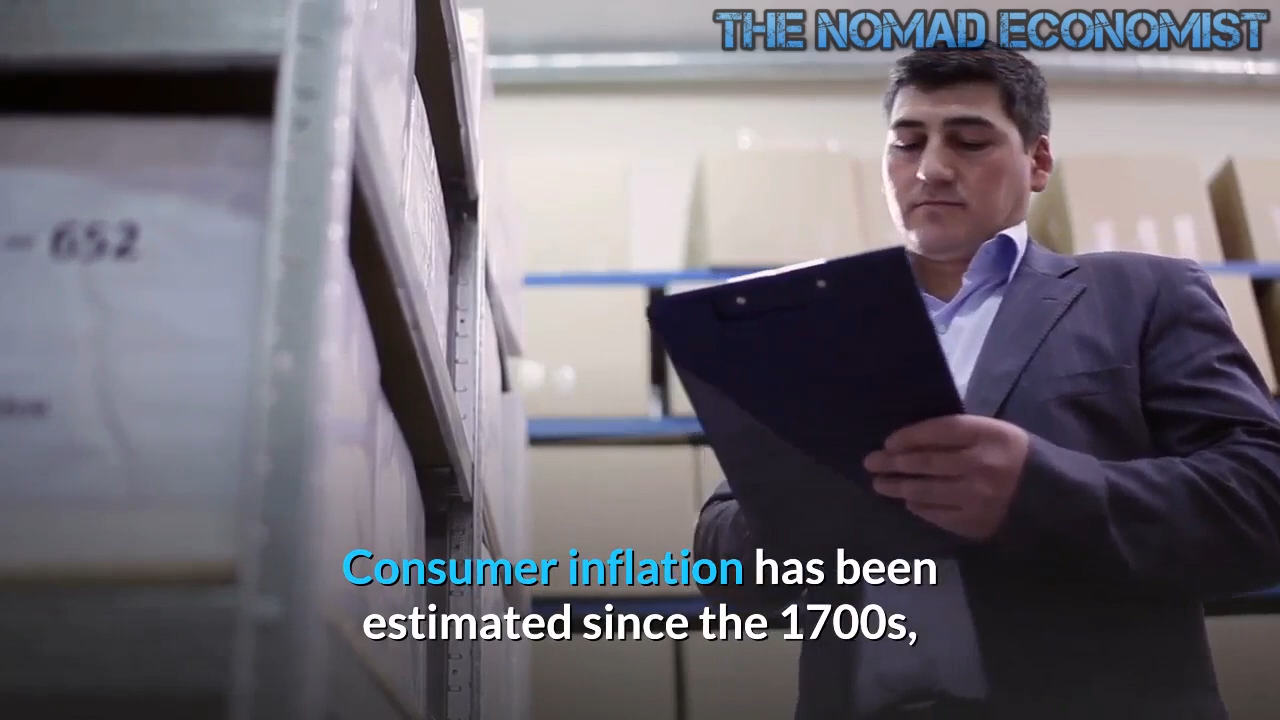 THE NOMAD ECONOMIST
– 652
Consumer inflation has been
estimated since the 1700s,